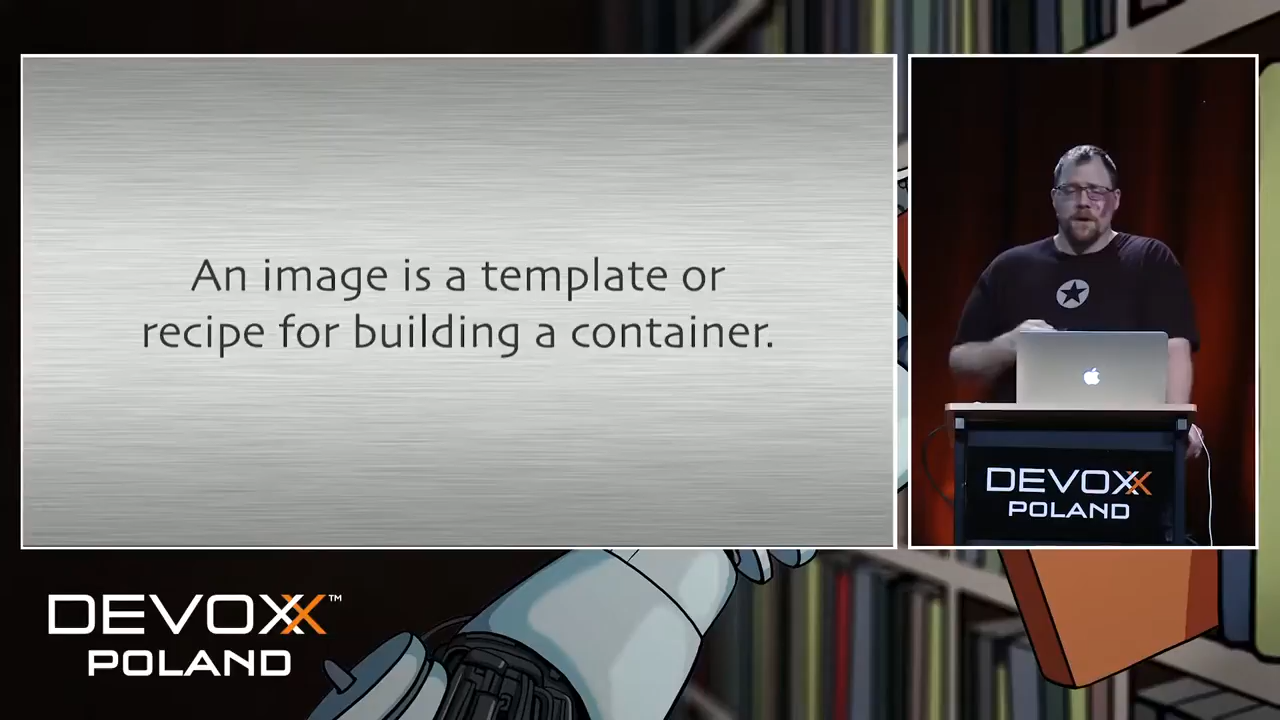 An image is a template or
recipe for building a container.
DEVOXX
POLAND
DEVOXX™
POLAND